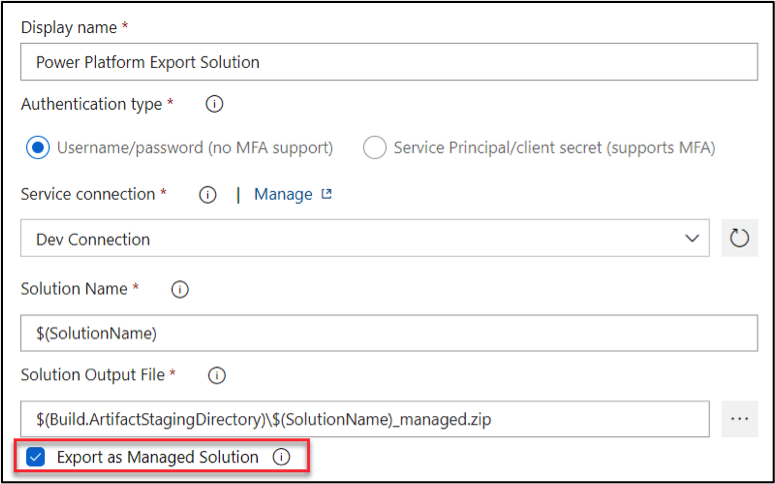 Display name *
Power Platform Export Solution
Authentication type *
Username/password (no MFA support) Service Principal/client secret (supports MFA)
Service connection * | Manage
Dev Connection
Solution Name *
$(SolutionName)
Solution Output File *
$(Build.ArtifactStagingDirectory)\$(SolutionName)_managed.zip
Export as Managed Solution